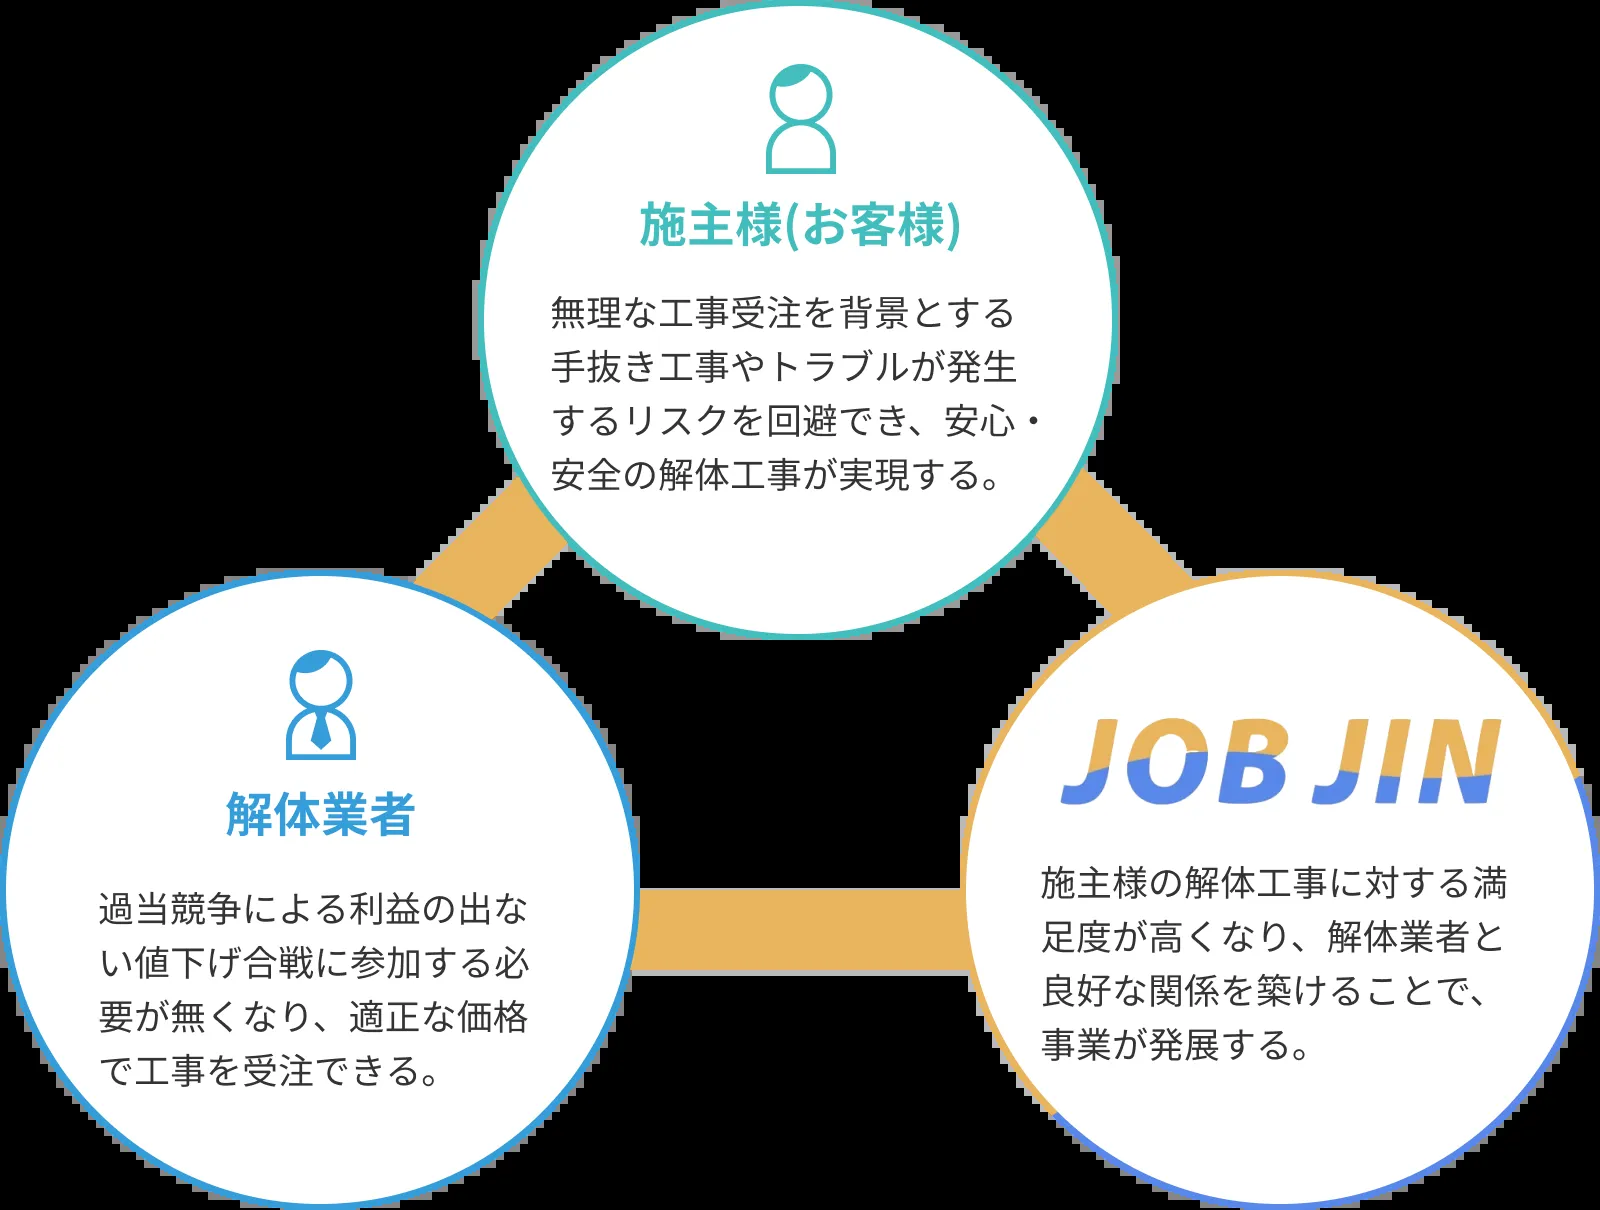 施主様(お客様)
無理な工事受注を背景とする
手抜き工事やトラブルが発生
するリスクを回避でき、安心・
安全の解体工事が実現する。
解体業者
過当競争による利益の出な
い値下げ合戦に参加する必
要が無くなり、適正な価格
で工事を受注できる。
JOB JIN
施主様の解体工事に対する満
足度が高くなり、解体業者と
良好な関係を築けることで、
事業が発展する。